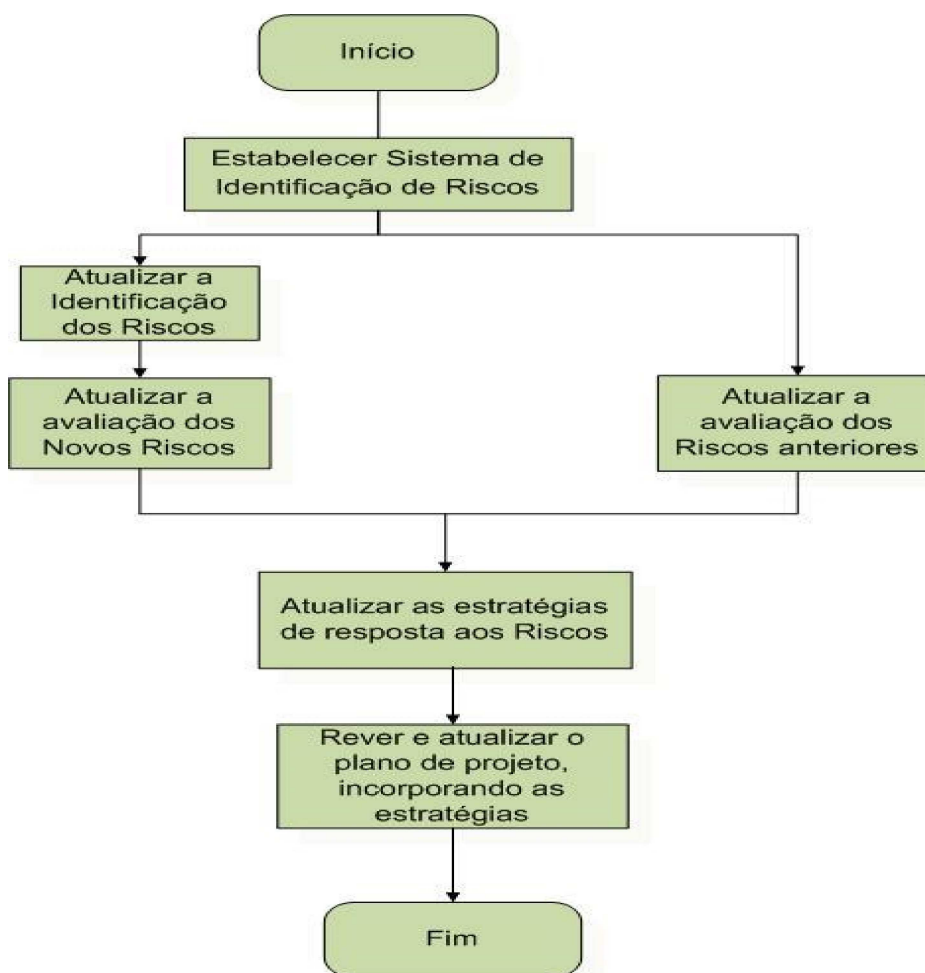 Início
Estabelecer Sistema de
Identificação de Riscos
Atualizar a
Identificação
dos Riscos
Atualizar a
avaliação dos
Novos Riscos
Atualizar a
avaliação dos
Riscos anteriores
Atualizar as estratégias
de resposta aos Riscos
Rever e atualizar o
plano de projeto,
incorporando as
estratégias
Fim